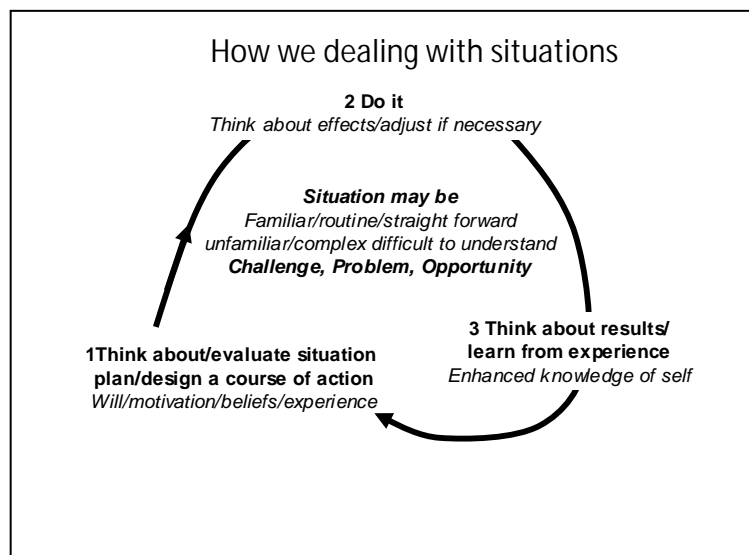 How we dealing with situations
2 Do it
Think about effects/adjust if necessary
Situation may be
Familiar/routine/straight forward
unfamiliar/complex difficult to understand
Challenge, Problem, Opportunity
1Think about/evaluate situation
plan/design a course of action
Will/motivation/beliefs/experience
3 Think about results/
learn from experience
Enhanced knowledge of self